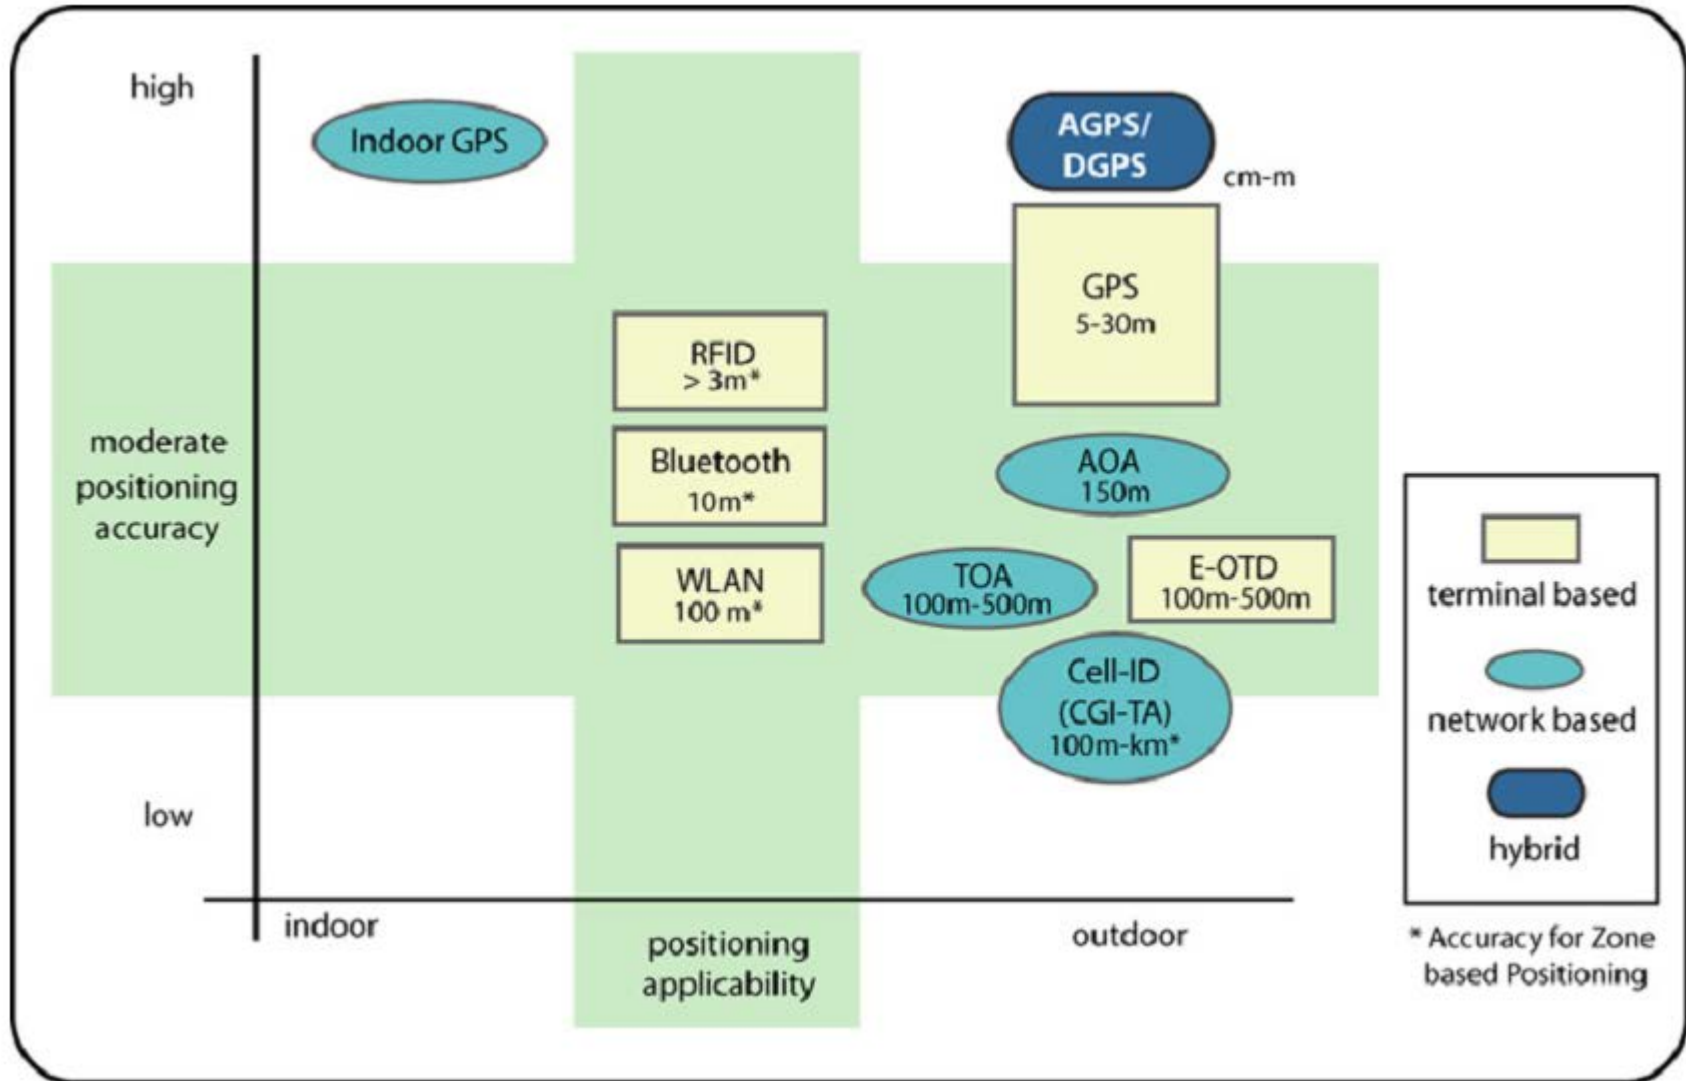 high
Indoor GPS
AGPS/
DGPS
cm-m
GPS
5-30m
RFID
> 3m*
moderate
positioning
accuracy
Bluetooth
10m*
AOA
150m
WLAN
100 m*
TOA
100m-500m
E-OTD
100m-500m
Cell-ID
(CGI-TA)
100m-km*
low
indoor
positioning
applicability
outdoor
terminal based
network based
hybrid
* Accuracy for Zone
based Positioning